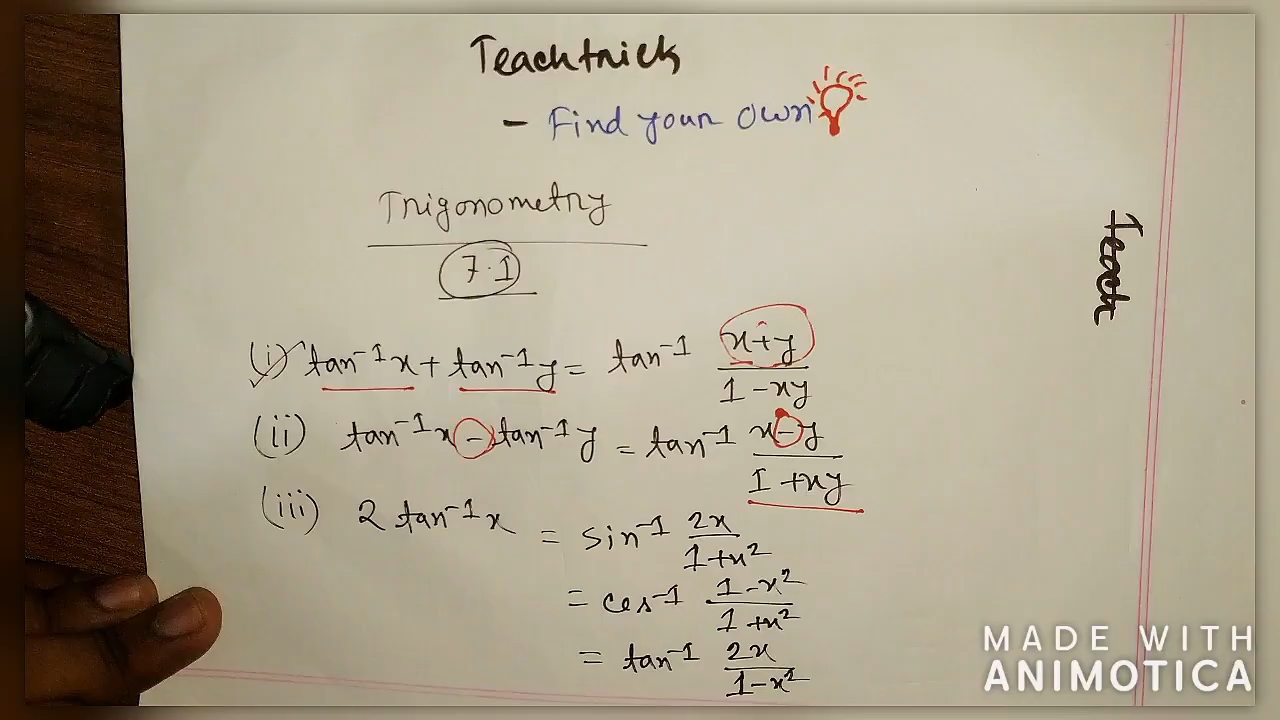 Teachtrick
- Find your own
Trigonometry
7.1
(i) tan⁻¹x + tan⁻¹y = tan⁻¹ (x+y)/(1-xy)
(ii) tan⁻¹x - tan⁻¹y = tan⁻¹ (x-y)/(1+xy)
(iii) 2 tan⁻¹x = sin⁻¹ 2x/(1+x²)
= cos⁻¹ (1-x²)/(1+x²)
= tan⁻¹ 2x/(1-x²)
Teach
MADE WITH
ANIMOTICA